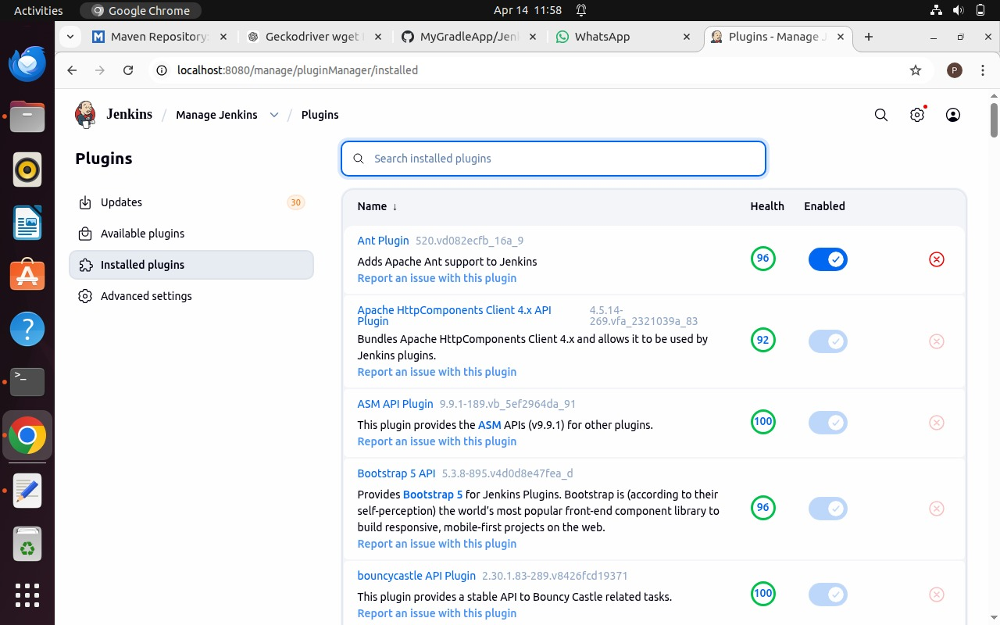 Activities
Google Chrome
Apr 14 11:58
Maven Repository:
Geckodriver wget
MyGradleApp/Jen
WhatsApp
Plugins - Manage J
localhost:8080/manage/pluginManager/installed
Jenkins / Manage Jenkins / Plugins
Plugins
Search installed plugins
Updates 30
Available plugins
Installed plugins
Advanced settings
Name ↓ Health Enabled
Ant Plugin 520.vd082ecfb_16a_9
Adds Apache Ant support to Jenkins
Report an issue with this plugin
96
Apache HttpComponents Client 4.x API
Plugin
4.5.14-
269.vfa_2321039a_83
Bundles Apache HttpComponents Client 4.x and allows it to be used by
Jenkins plugins.
Report an issue with this plugin
92
ASM API Plugin 9.9.1-189.vb_5ef2964da_91
This plugin provides the ASM APIs (v9.9.1) for other plugins.
Report an issue with this plugin
100
Bootstrap 5 API 5.3.8-895.v4d0d8e47fea_d
Provides Bootstrap 5 for Jenkins Plugins. Bootstrap is (according to their
self-perception) the world's most popular front-end component library to
build responsive, mobile-first projects on the web.
Report an issue with this plugin
96
bouncycastle API Plugin 2.30.1.83-289.v8426fcd19371
This plugin provides a stable API to Bouncy Castle related tasks.
Report an issue with this plugin
100
P